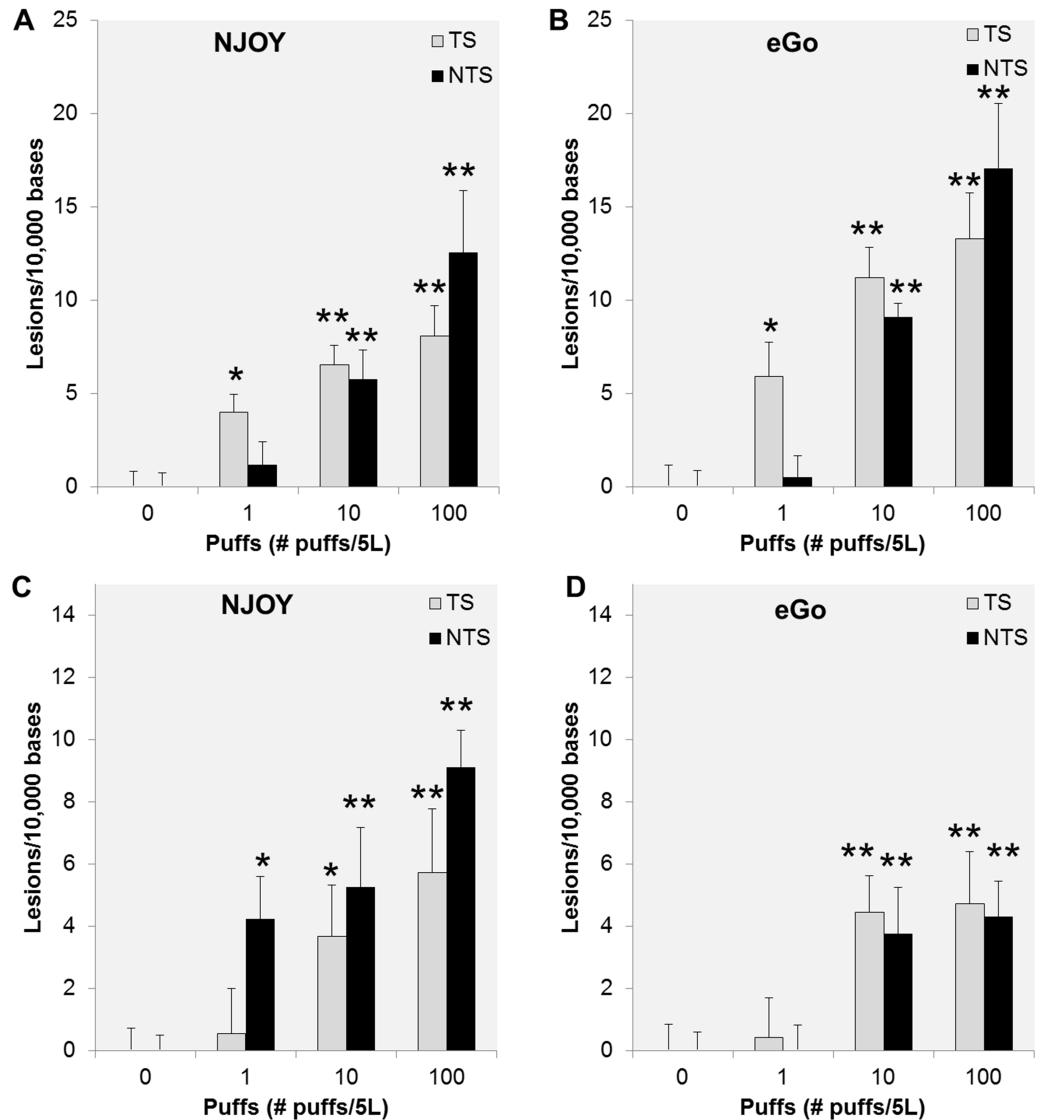 A
NJOY
TS
NTS
Lesions/10,000 bases
25
20
15
10
5
0
*
** **
** **
0 1 10 100
Puffs (# puffs/5L)
B
eGo
TS
NTS
Lesions/10,000 bases
25
20
15
10
5
0
*
** **
** **
0 1 10 100
Puffs (# puffs/5L)
C
NJOY
TS
NTS
Lesions/10,000 bases
14
12
10
8
6
4
2
0
*
* **
** **
0 1 10 100
Puffs (# puffs/5L)
D
eGo
TS
NTS
Lesions/10,000 bases
14
12
10
8
6
4
2
0
** **
** **
0 1 10 100
Puffs (# puffs/5L)